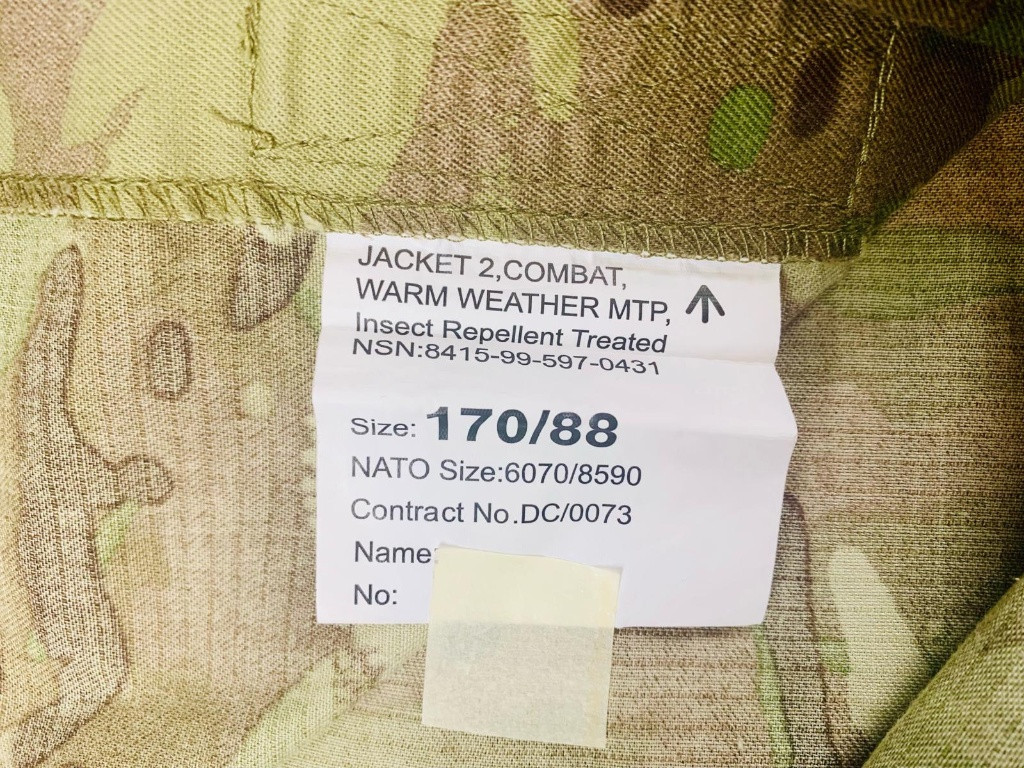 JACKET 2,COMBAT,
WARM WEATHER MTP,
Insect Repellent Treated
NSN:8415-99-597-0431
Size: 170/88
NATO Size:6070/8590
Contract No.DC/0073
Name:
No: